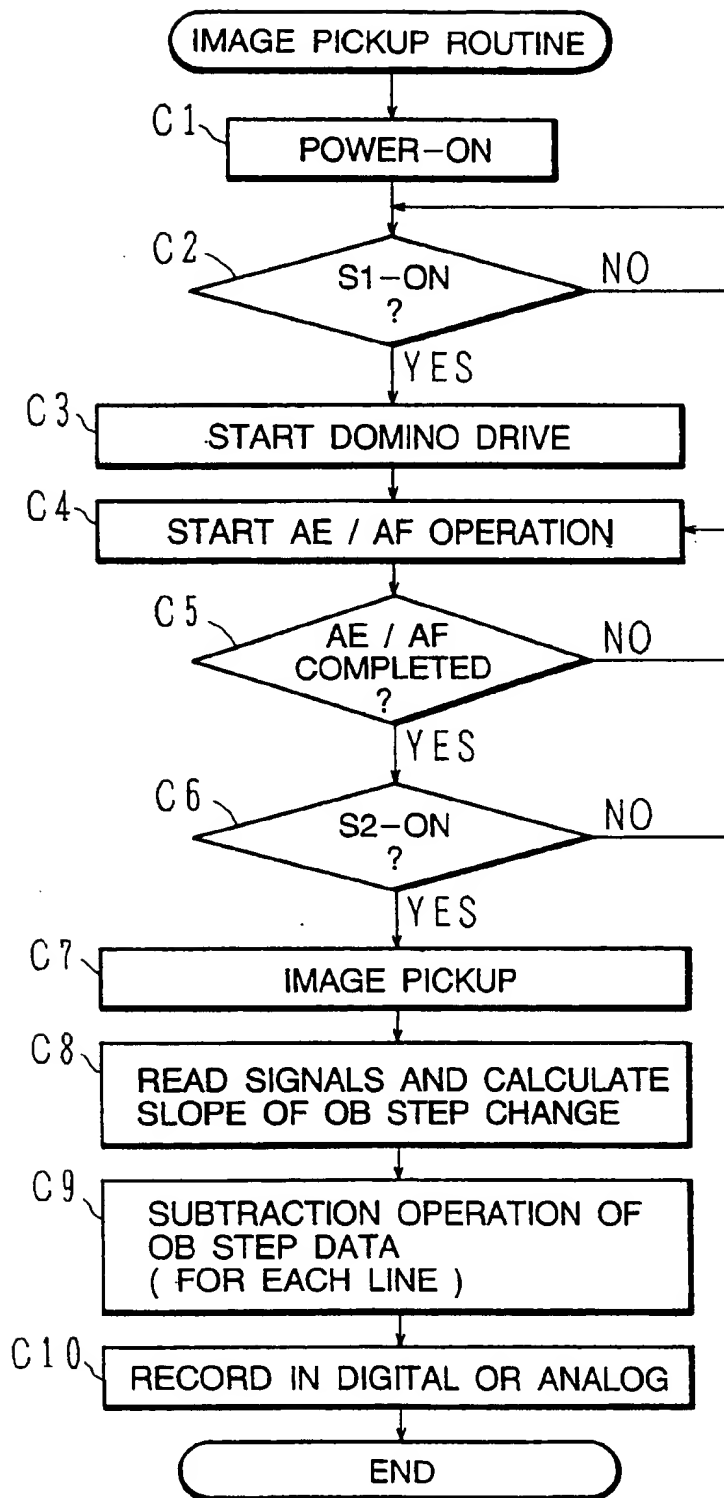 IMAGE PICKUP ROUTINE
C1
POWER-ON
C2
S1-ON
?
NO
YES
C3
START DOMINO DRIVE
C4
START AE / AF OPERATION
C5
AE / AF
COMPLETED
?
NO
YES
C6
S2-ON
?
NO
YES
C7
IMAGE PICKUP
C8
READ SIGNALS AND CALCULATE
SLOPE OF OB STEP CHANGE
C9
SUBTRACTION OPERATION OF
OB STEP DATA
( FOR EACH LINE )
C10
RECORD IN DIGITAL OR ANALOG
END